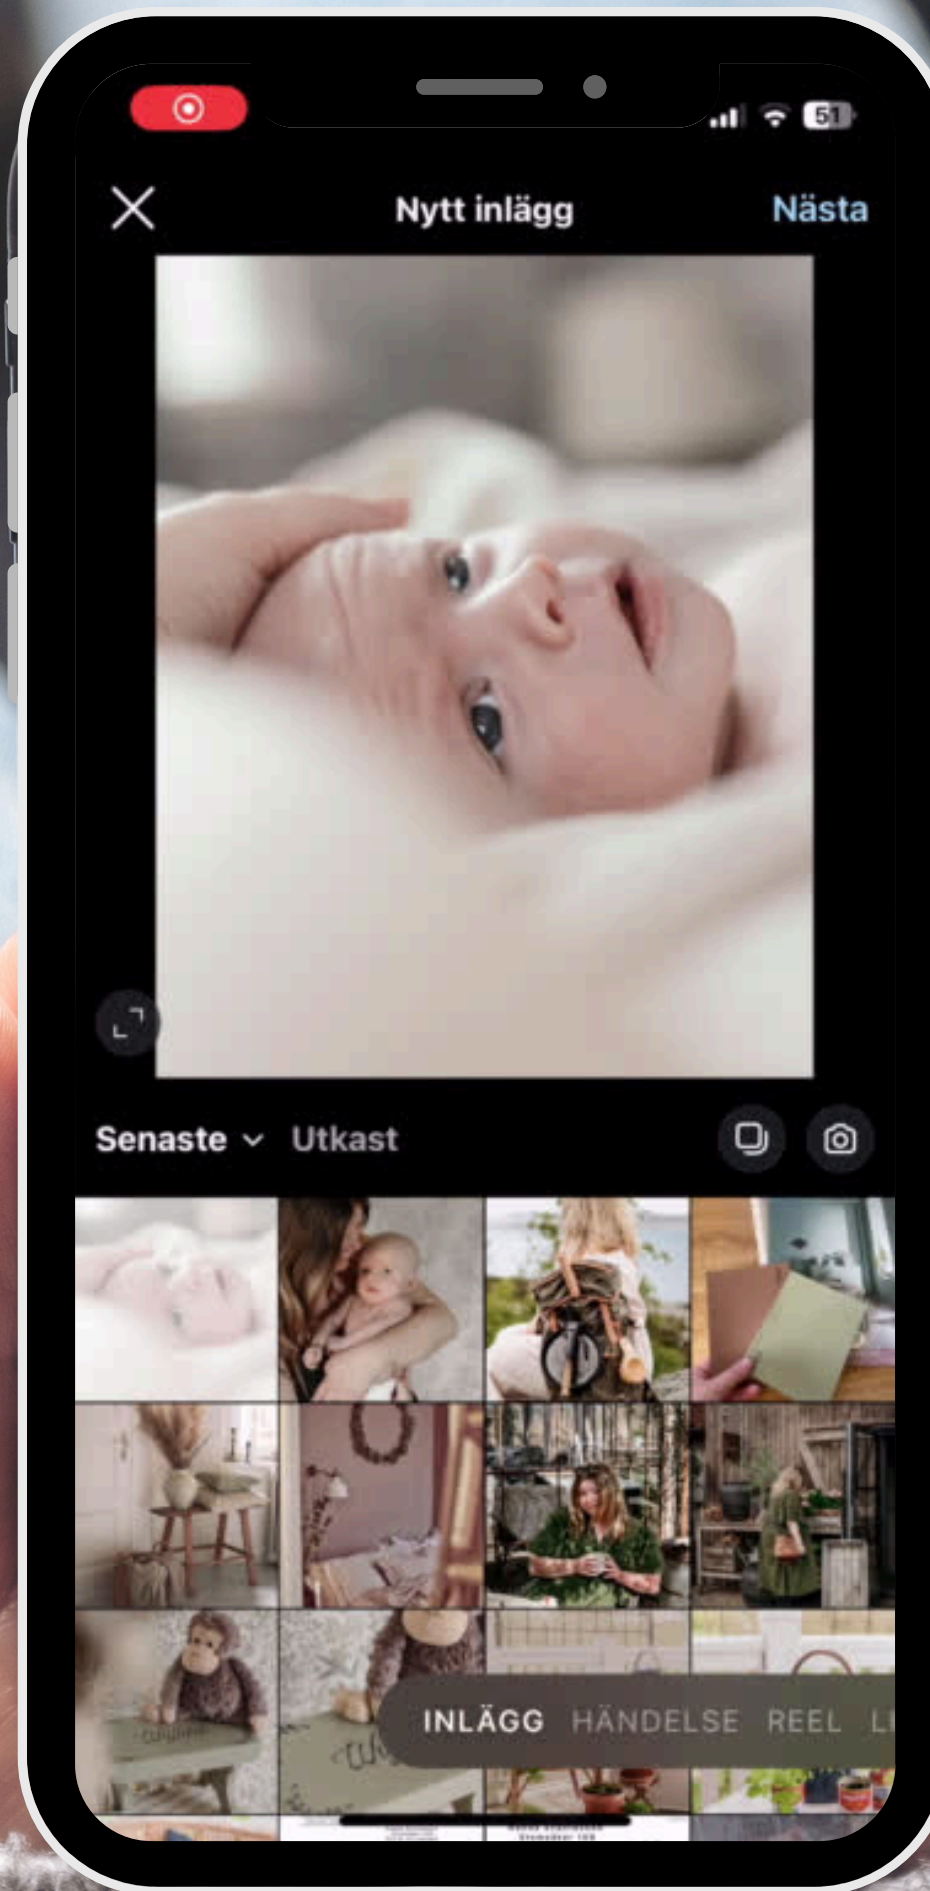 51
Nytt inlägg
Nästa
Senaste
Utkast
INLÄGG HÄNDELSE REEL